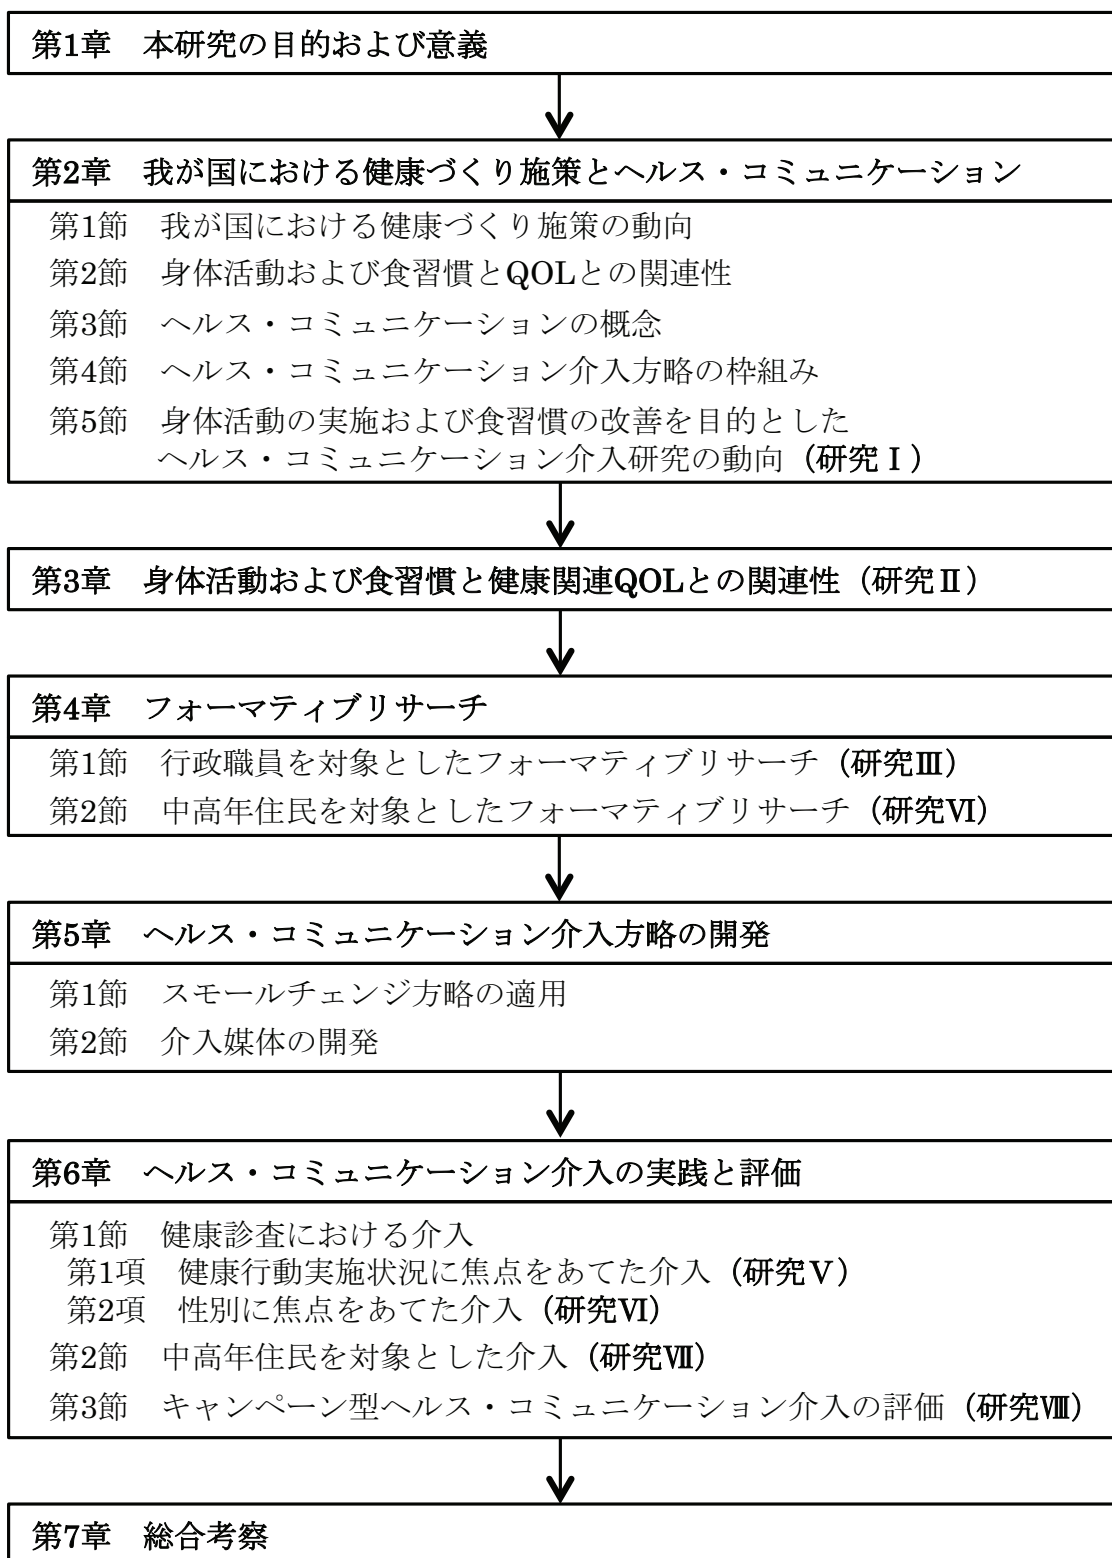 第1章　本研究の目的および意義
第2章　我が国における健康づくり施策とヘルス・コミュニケーション
第1節　我が国における健康づくり施策の動向
第2節　身体活動および食習慣とQOLとの関連性
第3節　ヘルス・コミュニケーションの概念
第4節　ヘルス・コミュニケーション介入方略の枠組み
第5節　身体活動の実施および食習慣の改善を目的とした
ヘルス・コミュニケーション介入研究の動向（研究Ⅰ）
第3章　身体活動および食習慣と健康関連QOLとの関連性（研究Ⅱ）
第4章　フォーマティブリサーチ
第1節　行政職員を対象としたフォーマティブリサーチ（研究Ⅲ）
第2節　中高年住民を対象としたフォーマティブリサーチ（研究Ⅵ）
第5章　ヘルス・コミュニケーション介入方略の開発
第1節　スモールチェンジ方略の適用
第2節　介入媒体の開発
第6章　ヘルス・コミュニケーション介入の実践と評価
第1節　健康診査における介入
第1項　健康行動実施状況に焦点をあてた介入（研究Ⅴ）
第2項　性別に焦点をあてた介入（研究Ⅵ）
第2節　中高年住民を対象とした介入（研究Ⅶ）
第3節　キャンペーン型ヘルス・コミュニケーション介入の評価（研究Ⅷ）
第7章　総合考察